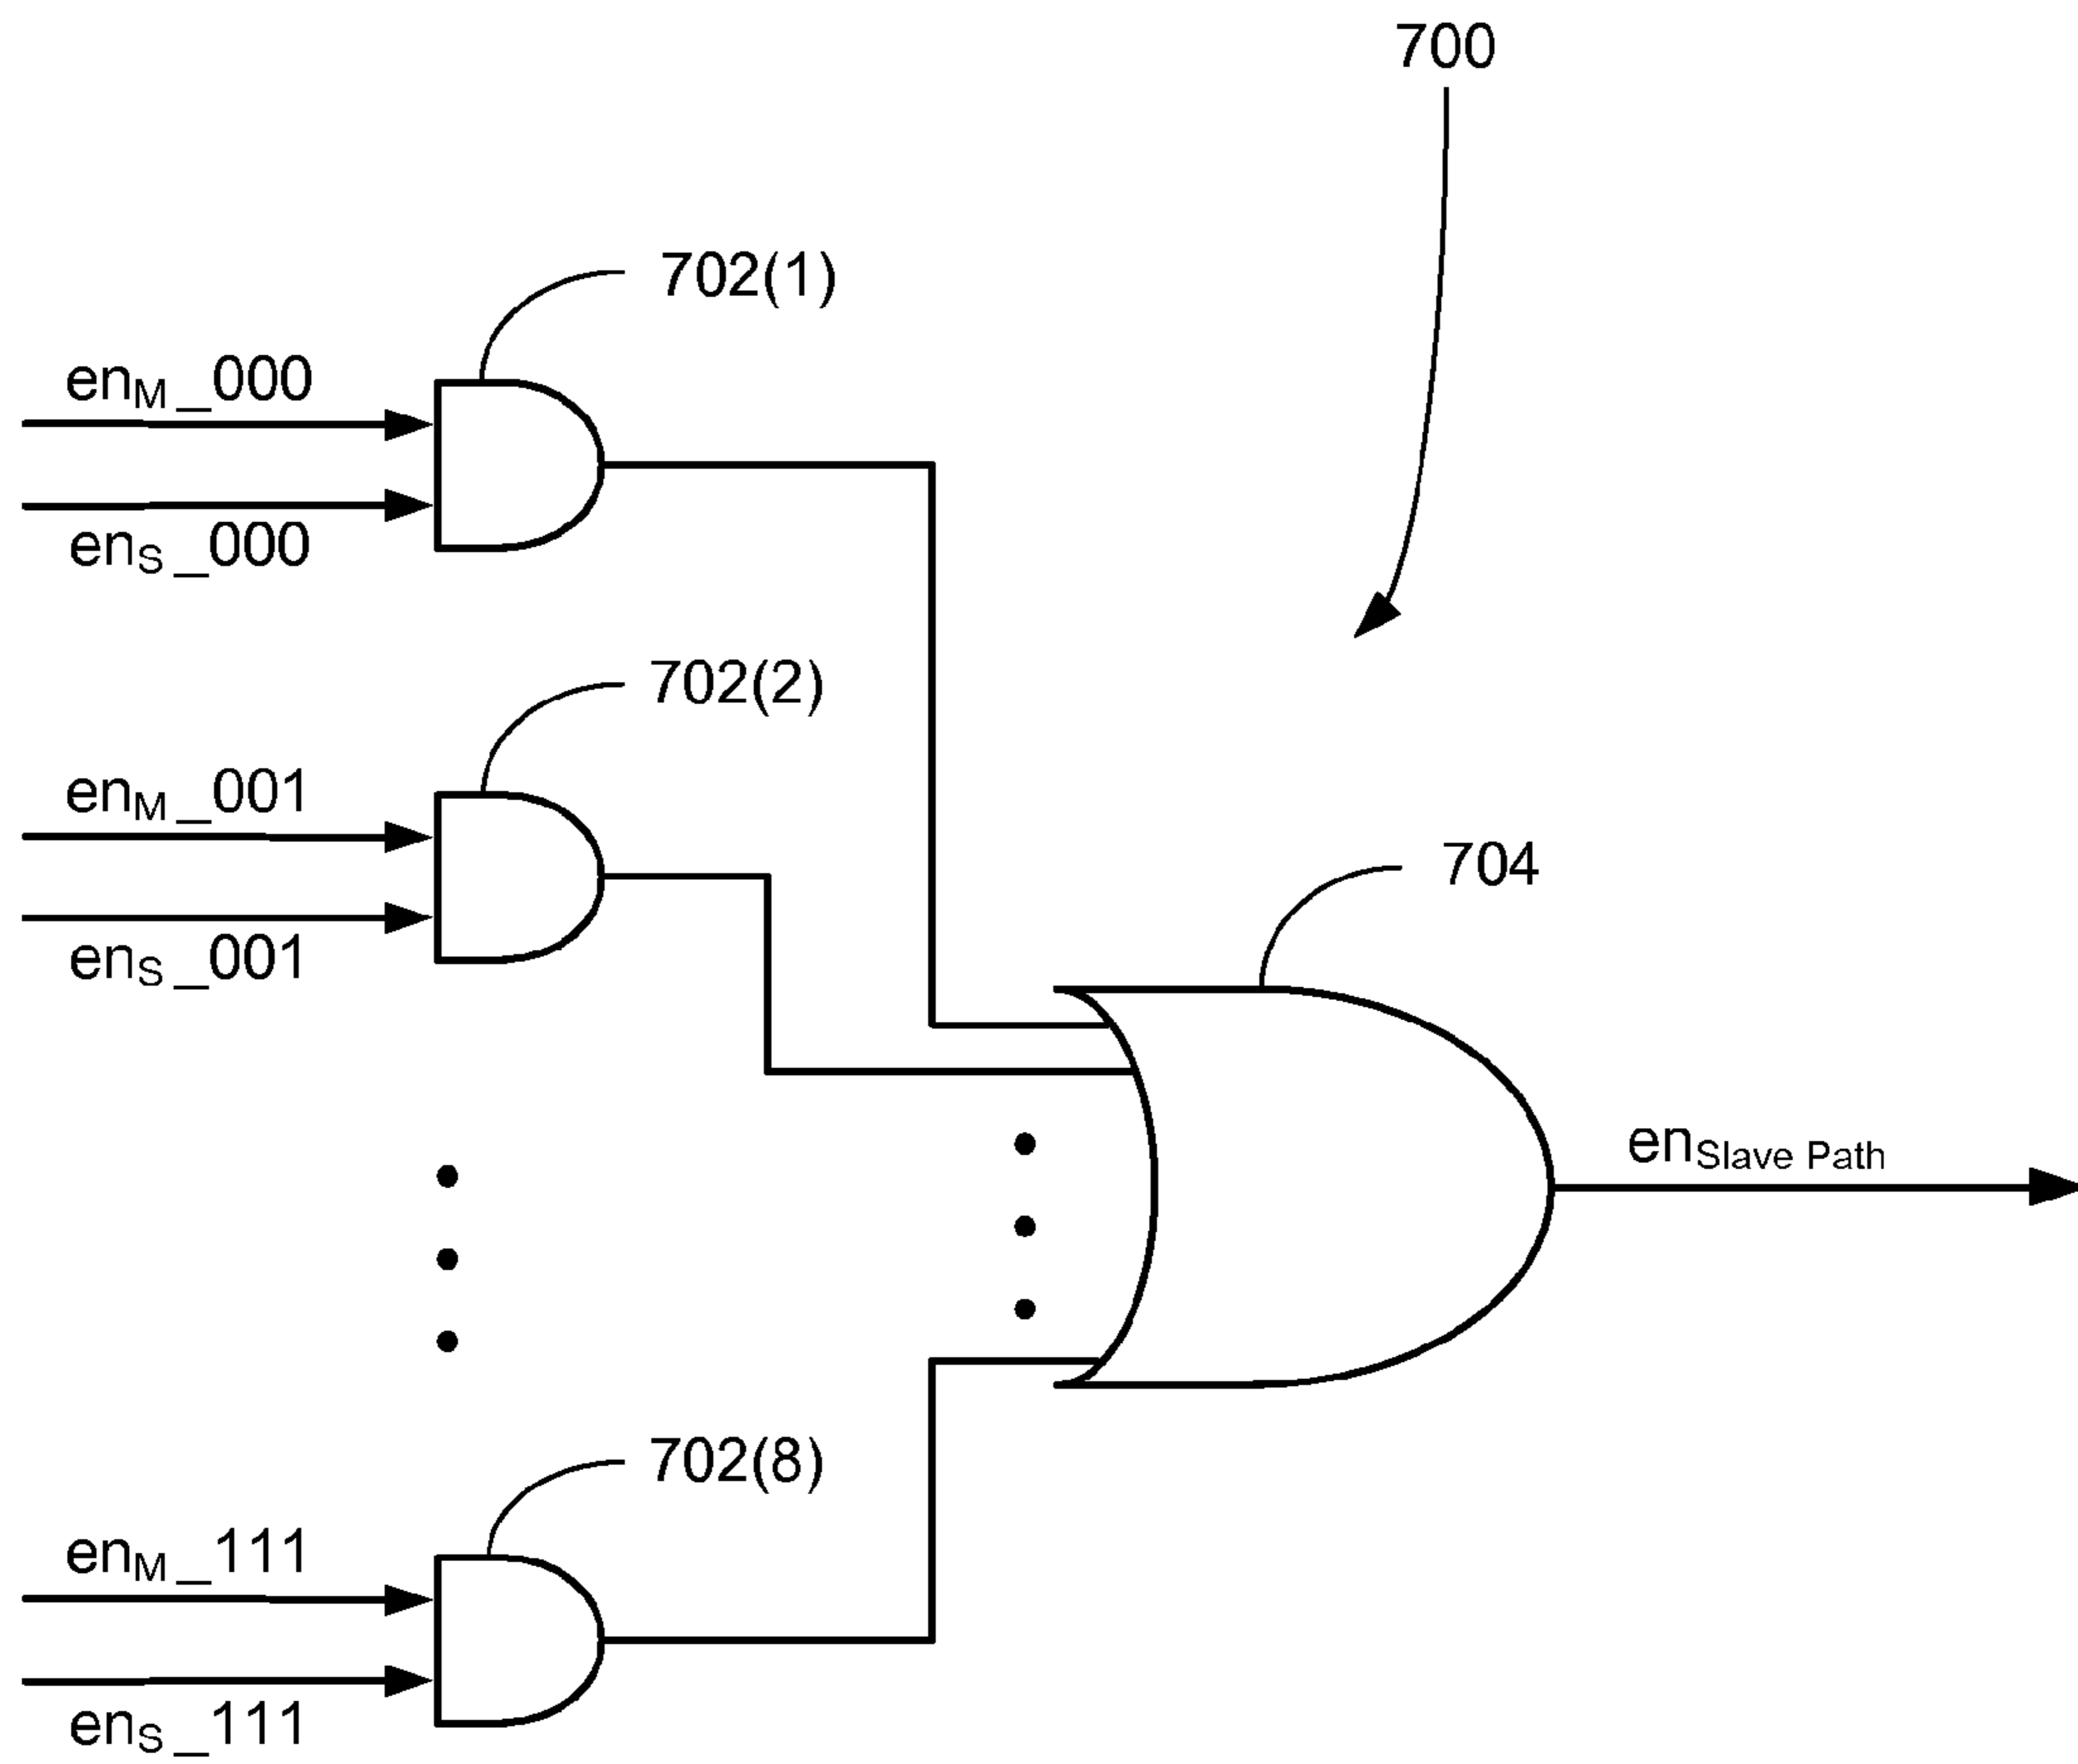 700
702(1)
enM_000
enS_000
702(2)
enM_001
enS_001
704
enSlave Path
702(8)
enM_111
enS_111